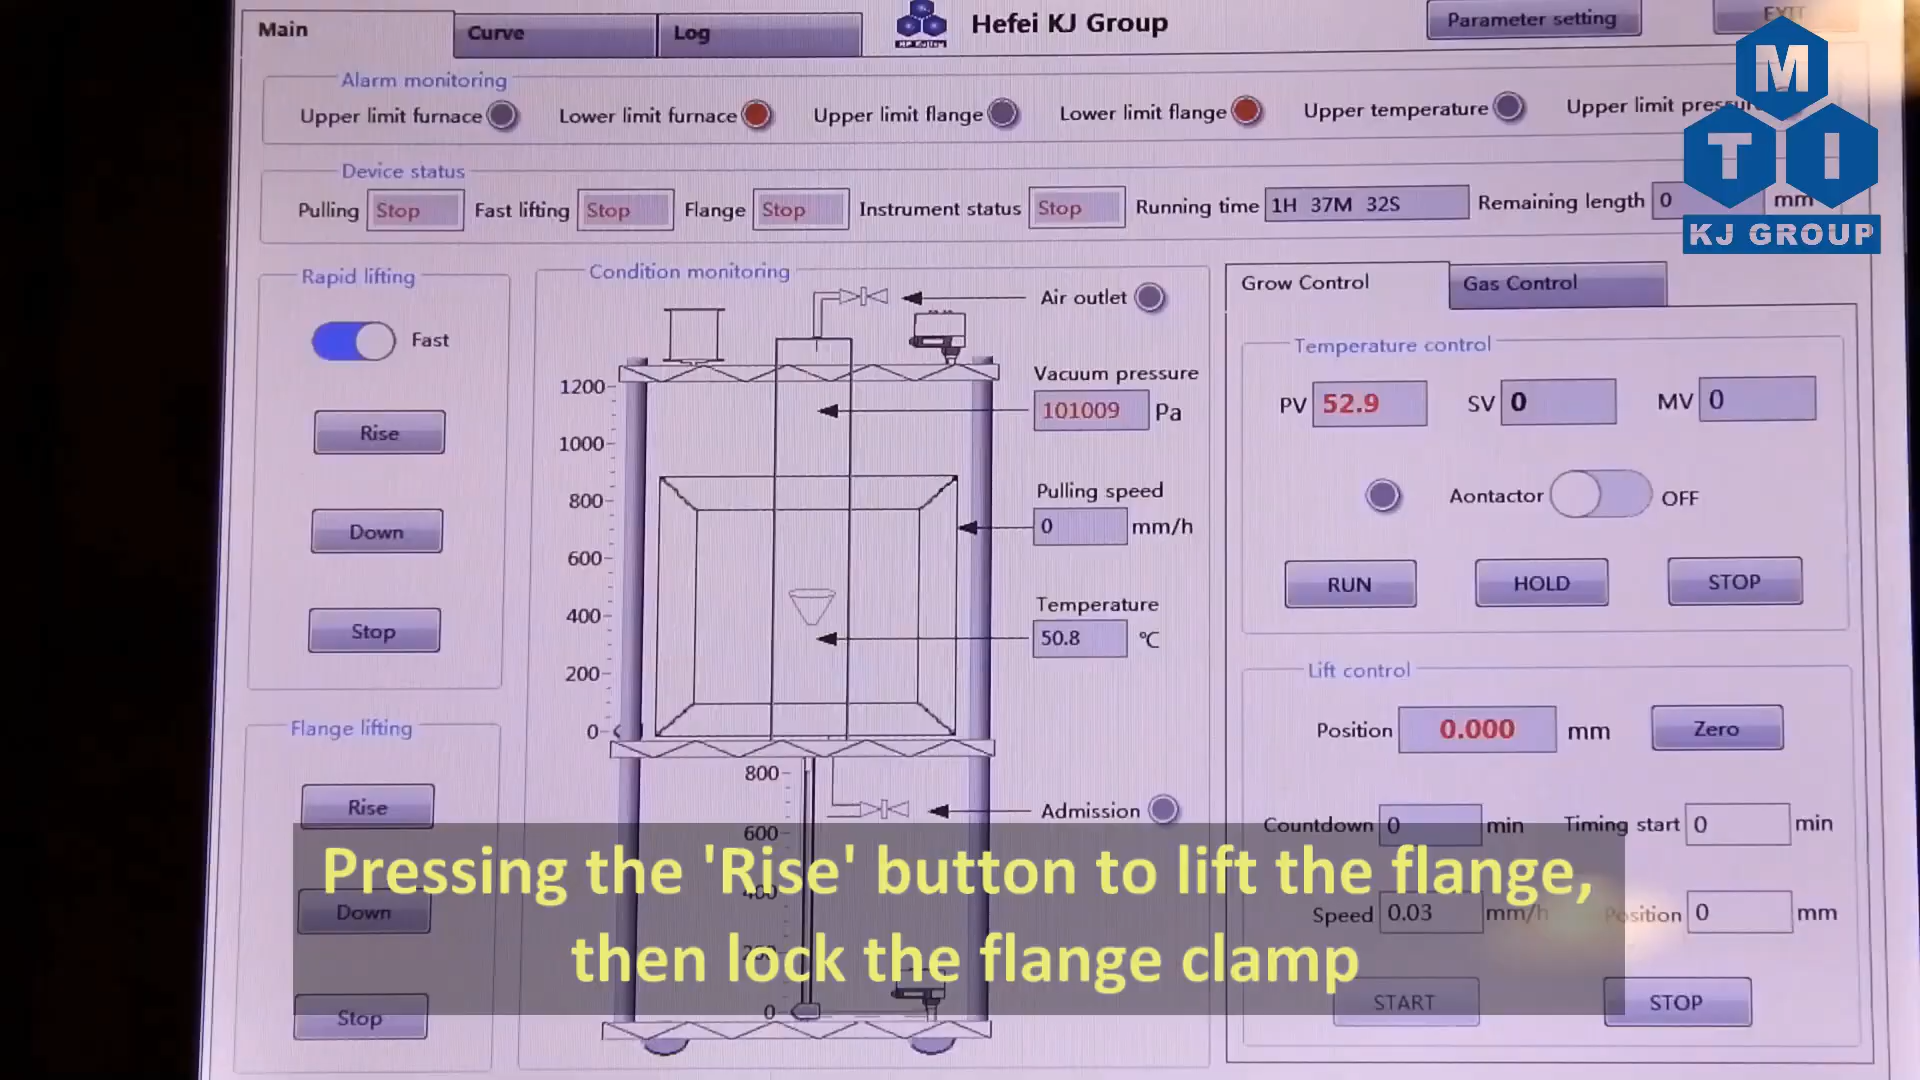 Main
Curve
Log
Hefei KJ Group
Parameter setting
EXIT
M
T I
KJ GROUP
Alarm monitoring
Upper limit furnace
Lower limit furnace
Upper limit flange
Lower limit flange
Upper temperature
Upper limit pressur
Device status
Pulling Stop
Fast lifting Stop
Flange Stop
Instrument status Stop
Running time 1H 37M 32S
Remaining length 0 mm
Rapid lifting
Fast
Rise
Down
Stop
Flange lifting
Rise
Down
Stop
Condition monitoring
Air outlet
1200
1000
800
600
400
200
0
Vacuum pressure
101009 Pa
Pulling speed
0 mm/h
Temperature
50.8 ℃
Admission
800
600
400
0
Grow Control
Gas Control
Temperature control
PV 52.9
SV 0
MV 0
Aontactor OFF
RUN
HOLD
STOP
Lift control
Position 0.000 mm
Zero
Countdown 0 min
Timing start 0 min
Speed 0.03 mm/h
Position 0 mm
START
STOP
Pressing the 'Rise' button to lift the flange,
then lock the flange clamp